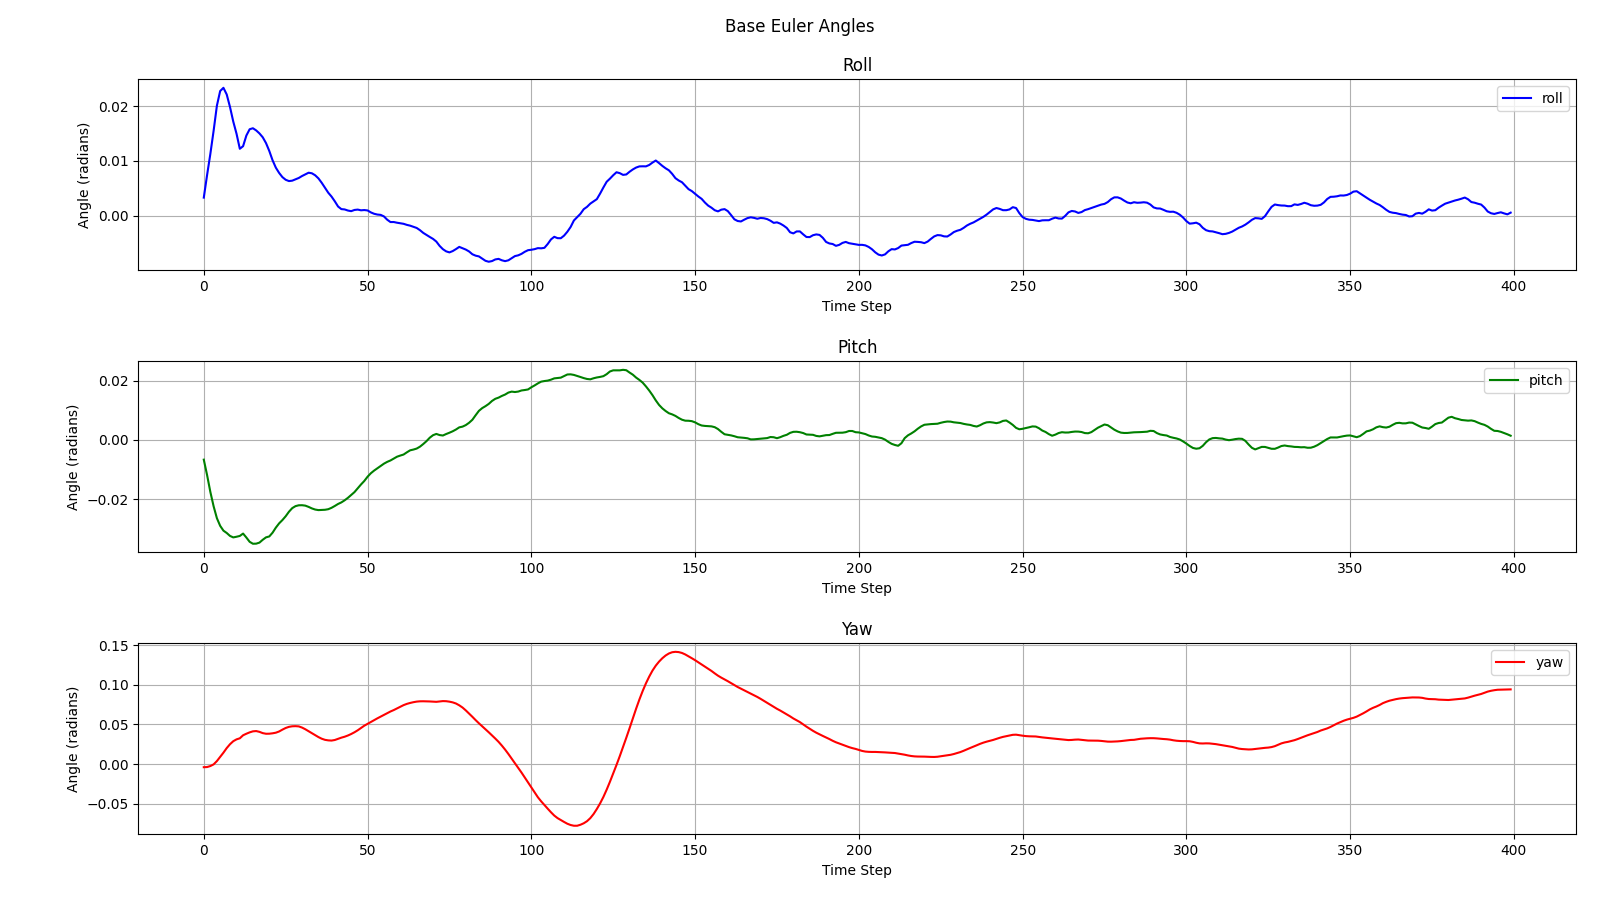 Base Euler Angles
Roll
Angle (radians)
0.02
0.01
0.00
roll
0 50 100 150 200 250 300 350 400
Time Step
Pitch
Angle (radians)
0.02
0.00
−0.02
pitch
0 50 100 150 200 250 300 350 400
Time Step
Yaw
Angle (radians)
0.15
0.10
0.05
0.00
−0.05
yaw
0 50 100 150 200 250 300 350 400
Time Step